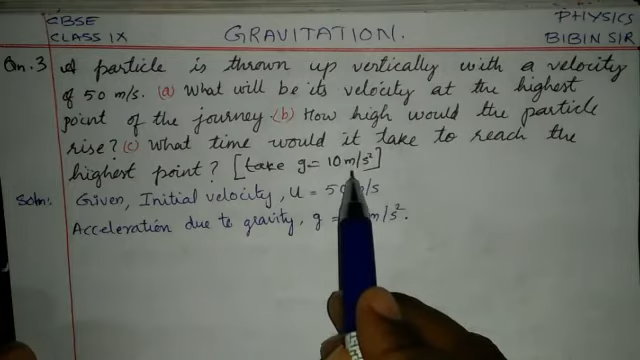 CBSE
CLASS IX
GRAVITATION.
PHYSICS
BIBIN SIR
Qn.3 A particle is thrown up vertically with a velocity
of 50 m/s. (a) What will be its velocity at the highest
point of the journey. (b) How high would the particle
rise? (c) What time would it take to reach the
highest point? [take g = 10 m/s²]
Soln: Given, Initial velocity, u = 50 m/s
Acceleration due to gravity, g = m/s².